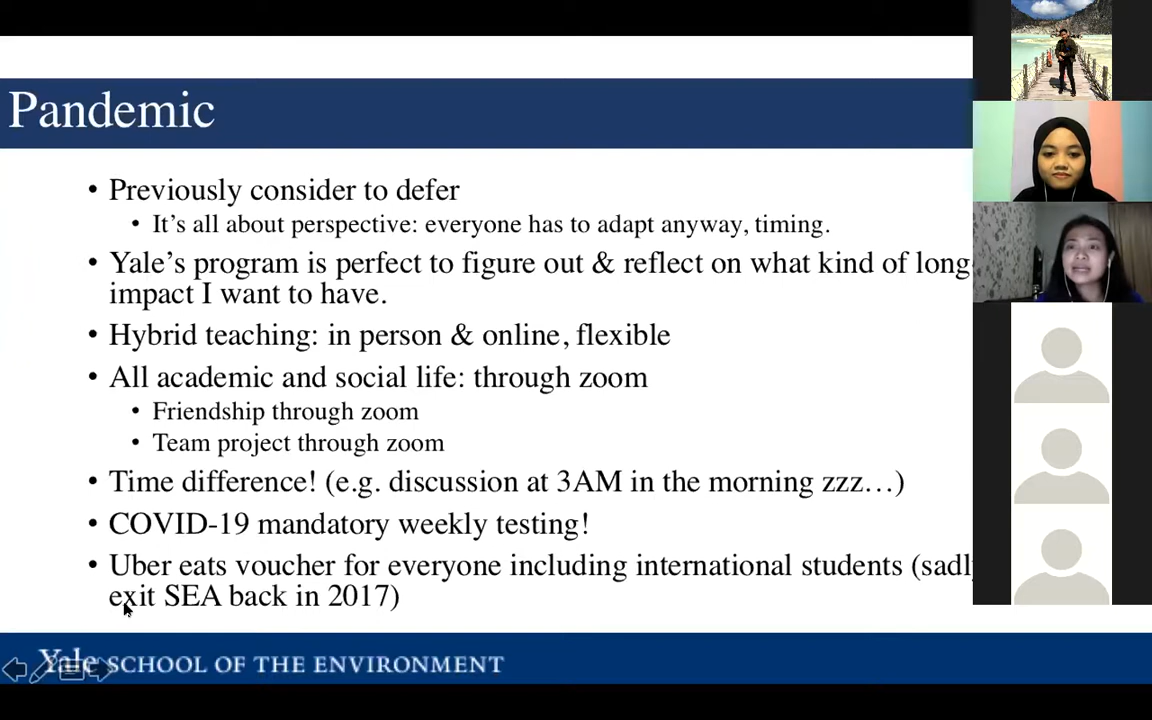 Pandemic
• Previously consider to defer
• It's all about perspective: everyone has to adapt anyway, timing.
• Yale's program is perfect to figure out & reflect on what kind of long
impact I want to have.
• Hybrid teaching: in person & online, flexible
• All academic and social life: through zoom
• Friendship through zoom
• Team project through zoom
• Time difference! (e.g. discussion at 3AM in the morning zzz…)
• COVID-19 mandatory weekly testing!
• Uber eats voucher for everyone including international students (sadl
exit SEA back in 2017)
Yale SCHOOL OF THE ENVIRONMENT